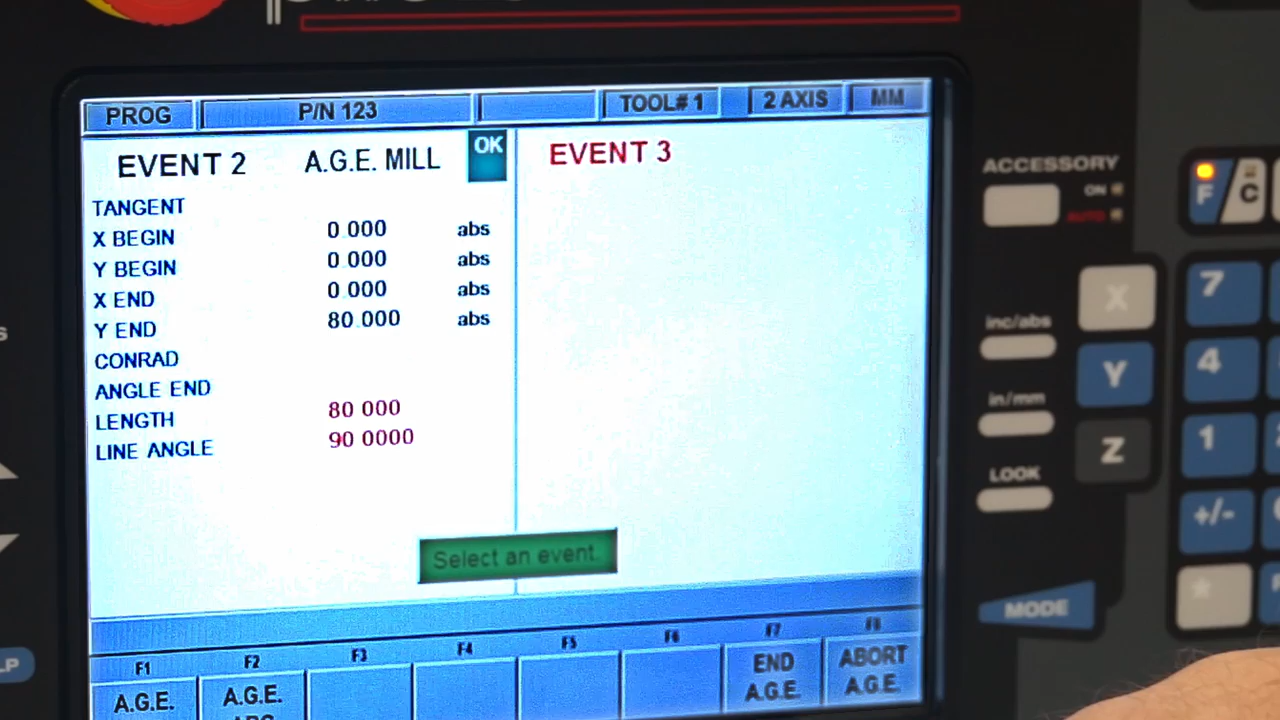 PROG P/N 123 TOOL# 1 2 AXIS MM
EVENT 2 A.G.E. MILL OK
TANGENT
X BEGIN 0.000 abs
Y BEGIN 0.000 abs
X END 0.000 abs
Y END 80.000 abs
CONRAD
ANGLE END
LENGTH 80 000
LINE ANGLE 90 0000
EVENT 3
Select an event.
F1 F2 F3 F4 F5 F6 F7 F8
A.G.E.
A.G.E.
END
A.G.E.
ABORT
A.G.E.
ACCESSORY
ON
AUTO
F C
X
inc/abs
Y
in/mm
Z
LOOK
MODE
7
4
1
+/-
*